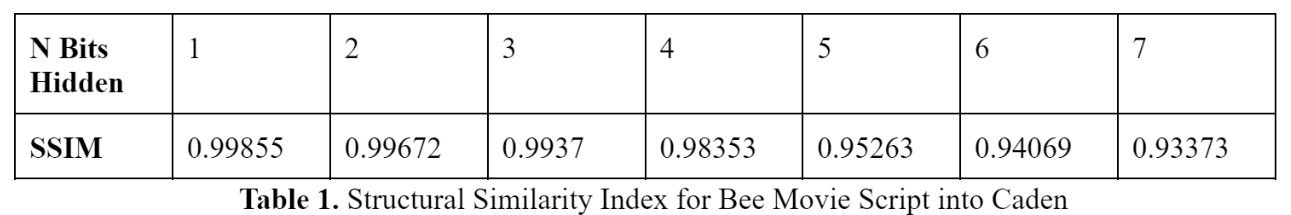 N Bits Hidden 1 2 3 4 5 6 7
SSIM 0.99855 0.99672 0.9937 0.98353 0.95263 0.94069 0.93373
Table 1. Structural Similarity Index for Bee Movie Script into Caden